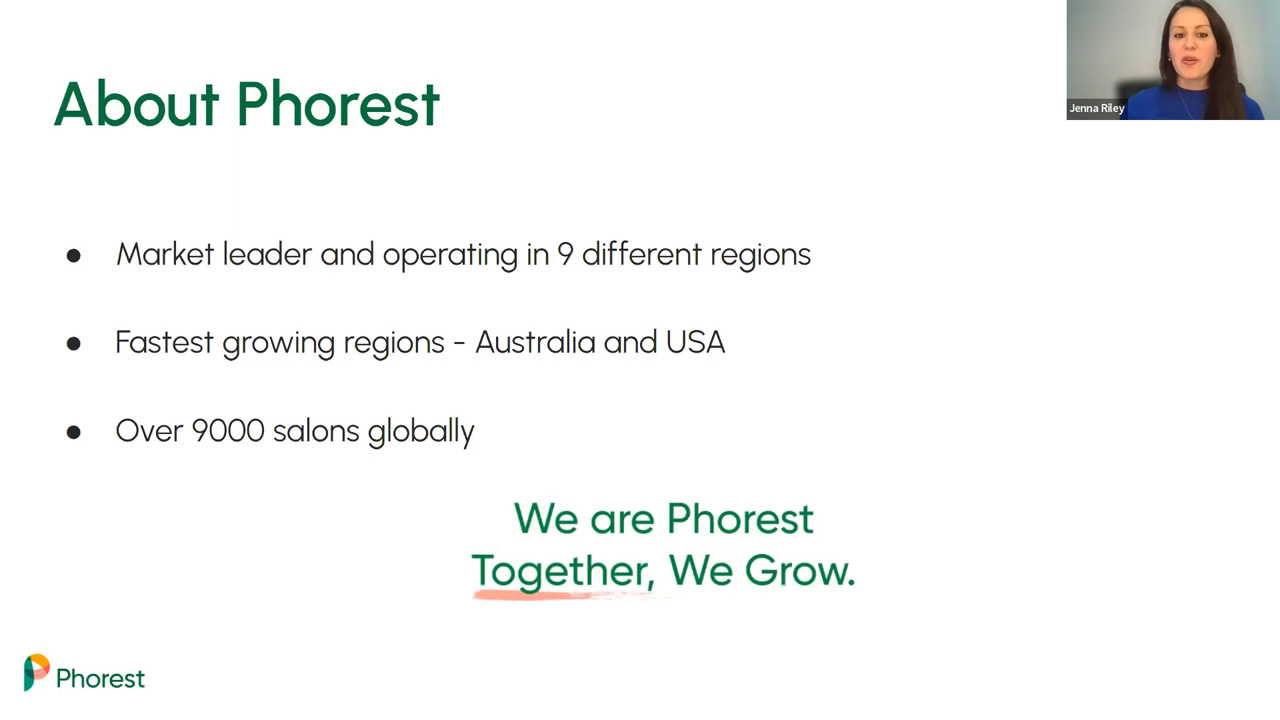 About Phorest
Jenna Riley
● Market leader and operating in 9 different regions
● Fastest growing regions - Australia and USA
● Over 9000 salons globally
We are Phorest
Together, We Grow.
Phorest